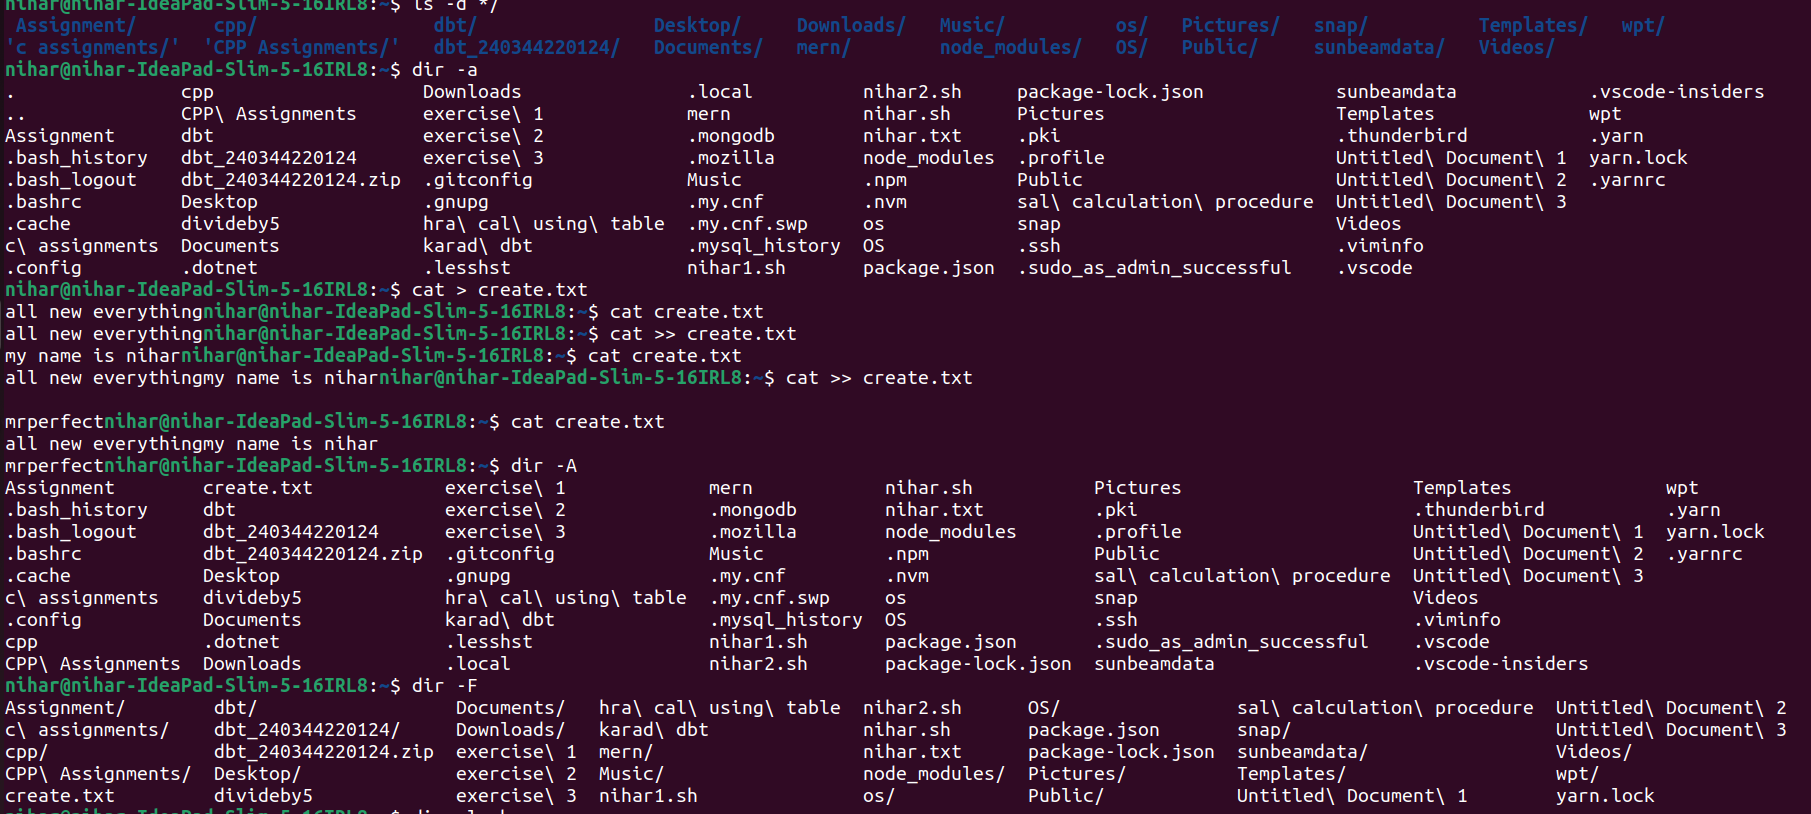 nihar@nihar-IdeaPad-Slim-5-16IRL8:~$ ls -d */
 Assignment/       cpp/               dbt/                Desktop/     Downloads/   Music/          os/   Pictures/   snap/          Templates/   wpt/
'c assignments/'  'CPP Assignments/'   dbt_240344220124/   Documents/   mern/        node_modules/   OS/   Public/     sunbeamdata/   Videos/
nihar@nihar-IdeaPad-Slim-5-16IRL8:~$ dir -a
.               cpp                   Downloads               .local          nihar2.sh     package-lock.json            sunbeamdata            .vscode-insiders
..              CPP\ Assignments      exercise\ 1             mern            nihar.sh      Pictures                     Templates              wpt
Assignment      dbt                   exercise\ 2             .mongodb        nihar.txt     .pki                         .thunderbird           .yarn
.bash_history   dbt_240344220124      exercise\ 3             .mozilla        node_modules  .profile                     Untitled\ Document\ 1  yarn.lock
.bash_logout    dbt_240344220124.zip  .gitconfig              Music           .npm          Public                       Untitled\ Document\ 2  .yarnrc
.bashrc         Desktop               .gnupg                  .my.cnf         .nvm          sal\ calculation\ procedure  Untitled\ Document\ 3
.cache          divideby5             hra\ cal\ using\ table  .my.cnf.swp     os            snap                         Videos
c\ assignments  Documents             karad\ dbt              .mysql_history  OS            .ssh                         .viminfo
.config         .dotnet               .lesshst                nihar1.sh       package.json  .sudo_as_admin_successful    .vscode
nihar@nihar-IdeaPad-Slim-5-16IRL8:~$ cat > create.txt
all new everythingnihar@nihar-IdeaPad-Slim-5-16IRL8:~$ cat create.txt
all new everythingnihar@nihar-IdeaPad-Slim-5-16IRL8:~$ cat >> create.txt
my name is niharnihar@nihar-IdeaPad-Slim-5-16IRL8:~$ cat create.txt
all new everythingmy name is niharnihar@nihar-IdeaPad-Slim-5-16IRL8:~$ cat >> create.txt
mrperfectnihar@nihar-IdeaPad-Slim-5-16IRL8:~$ cat create.txt
all new everythingmy name is nihar
mrperfectnihar@nihar-IdeaPad-Slim-5-16IRL8:~$ dir -A
Assignment        create.txt            exercise\ 1             mern            nihar.sh           Pictures                     Templates              wpt
.bash_history     dbt                   exercise\ 2             .mongodb        nihar.txt          .pki                         .thunderbird           .yarn
.bash_logout      dbt_240344220124      exercise\ 3             .mozilla        node_modules       .profile                     Untitled\ Document\ 1  yarn.lock
.bashrc           dbt_240344220124.zip  .gitconfig              Music           .npm               Public                       Untitled\ Document\ 2  .yarnrc
.cache            Desktop               .gnupg                  .my.cnf         .nvm               sal\ calculation\ procedure  Untitled\ Document\ 3
c\ assignments    divideby5             hra\ cal\ using\ table  .my.cnf.swp     os                 snap                         Videos
.config           Documents             karad\ dbt              .mysql_history  OS                 .ssh                         .viminfo
cpp               .dotnet               .lesshst                nihar1.sh       package.json       .sudo_as_admin_successful    .vscode
CPP\ Assignments  Downloads             .local                  nihar2.sh       package-lock.json  sunbeamdata                  .vscode-insiders
nihar@nihar-IdeaPad-Slim-5-16IRL8:~$ dir -F
Assignment/        dbt/                  Documents/   hra\ cal\ using\ table  nihar2.sh      OS/                sal\ calculation\ procedure  Untitled\ Document\ 2
c\ assignments/    dbt_240344220124/     Downloads/   karad\ dbt              nihar.sh       package.json       snap/                        Untitled\ Document\ 3
cpp/               dbt_240344220124.zip  exercise\ 1  mern/                   nihar.txt      package-lock.json  sunbeamdata/                 Videos/
CPP\ Assignments/  Desktop/              exercise\ 2  Music/                  node_modules/  Pictures/          Templates/                   wpt/
create.txt         divideby5             exercise\ 3  nihar1.sh               os/            Public/            Untitled\ Document\ 1        yarn.lock